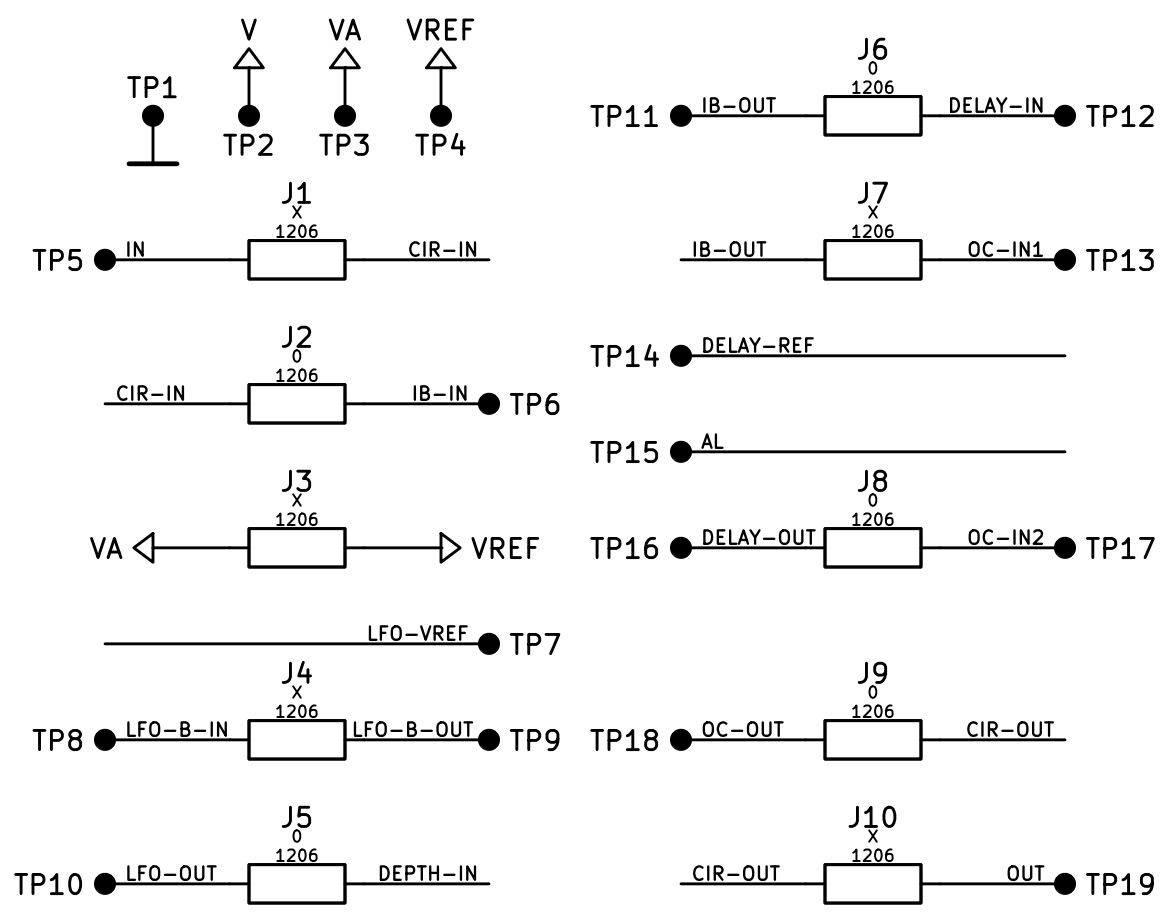 V VA VREF
TP1
TP2 TP3 TP4
J1
X
1206
TP5 IN CIR-IN
J2
0
1206
CIR-IN IB-IN TP6
J3
X
1206
VA VREF
LFO-VREF TP7
J4
X
1206
TP8 LFO-B-IN LFO-B-OUT TP9
J5
0
1206
TP10 LFO-OUT DEPTH-IN
J6
0
1206
TP11 IB-OUT DELAY-IN TP12
J7
X
1206
IB-OUT OC-IN1 TP13
TP14 DELAY-REF
TP15 AL
J8
0
1206
TP16 DELAY-OUT OC-IN2 TP17
J9
0
1206
TP18 OC-OUT CIR-OUT
J10
X
1206
CIR-OUT OUT TP19